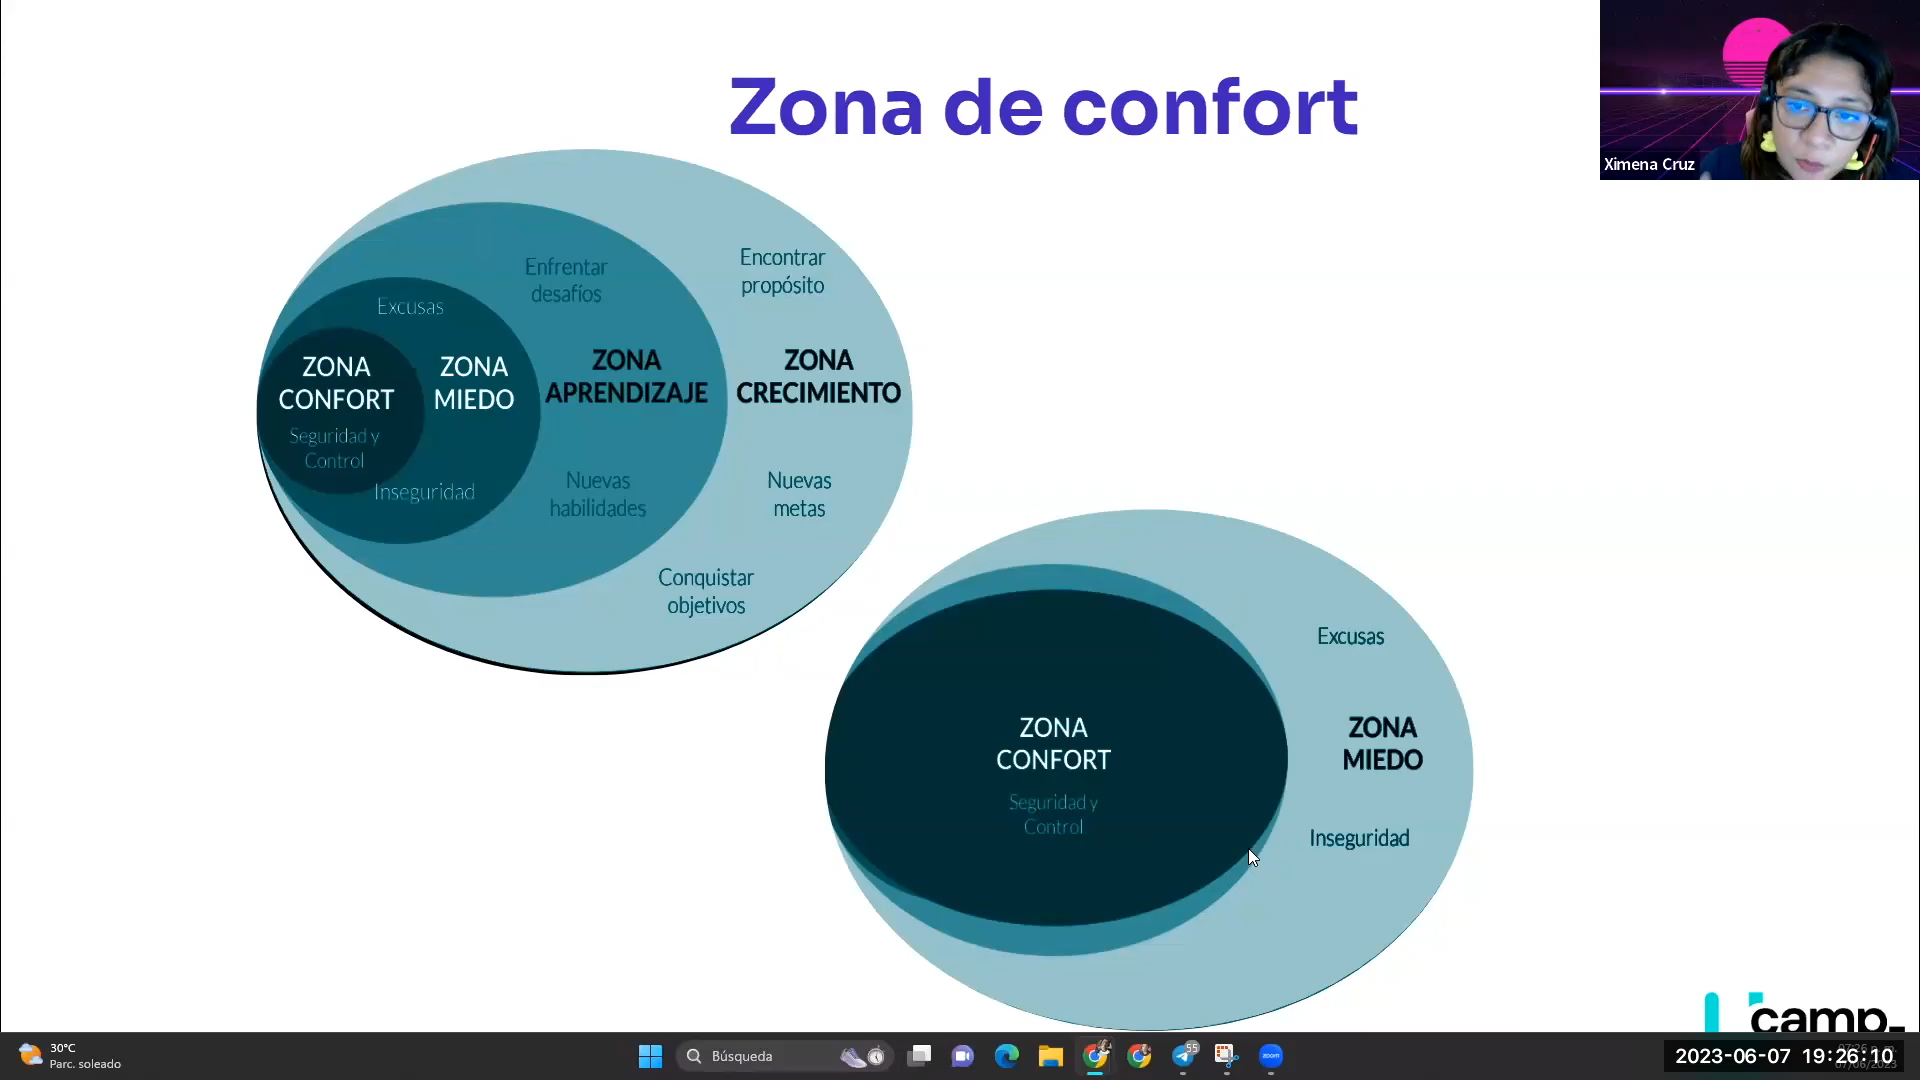 Zona de confort
Ximena Cruz
Encontrar
propósito
Enfrentar
desafíos
Excusas
ZONA
CONFORT
ZONA
MIEDO
ZONA
APRENDIZAJE
ZONA
CRECIMIENTO
Seguridad y
Control
Inseguridad
Nuevas
habilidades
Nuevas
metas
Conquistar
objetivos
Excusas
ZONA
CONFORT
ZONA
MIEDO
Seguridad y
Control
Inseguridad
camp.
30°C
Parc. soleado
Búsqueda
55
zoom
2023-06-07 19:26:10